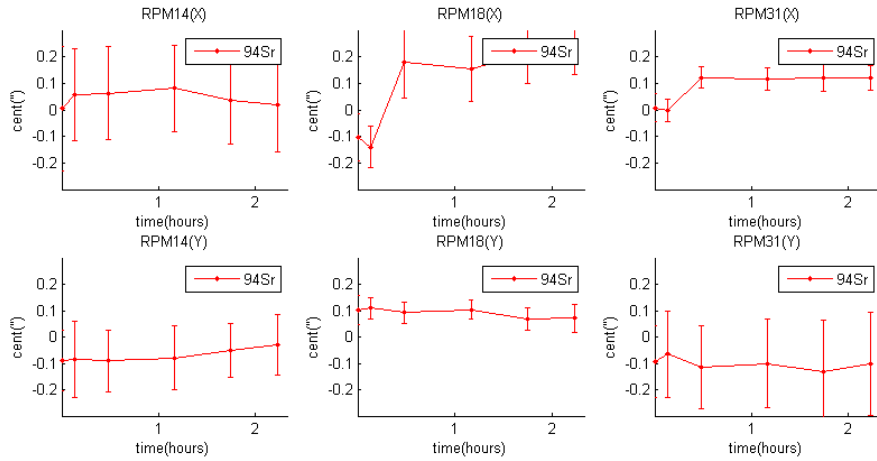 RPM14(X) RPM18(X) RPM31(X)
94Sr 94Sr 94Sr
0.2 0.2 0.2
0.1 0.1 0.1
0 0 0
-0.1 -0.1 -0.1
-0.2 -0.2 -0.2
cent('') cent('') cent('')
1 2 1 2 1 2
time(hours) time(hours) time(hours)
RPM14(Y) RPM18(Y) RPM31(Y)
94Sr 94Sr 94Sr
0.2 0.2 0.2
0.1 0.1 0.1
0 0 0
-0.1 -0.1 -0.1
-0.2 -0.2 -0.2
cent('') cent('') cent('')
1 2 1 2 1 2
time(hours) time(hours) time(hours)